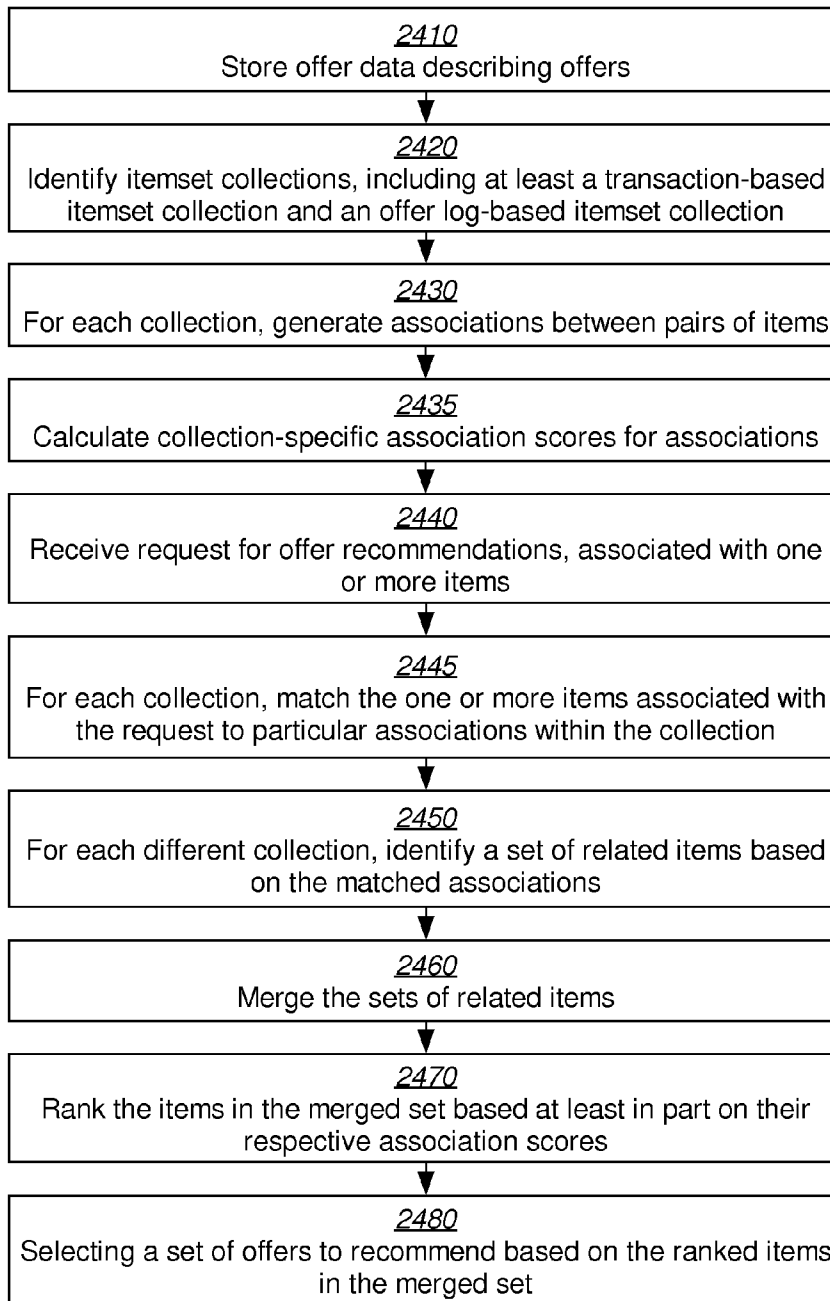 2410
Store offer data describing offers
2420
Identify itemset collections, including at least a transaction-based
itemset collection and an offer log-based itemset collection
2430
For each collection, generate associations between pairs of items
2435
Calculate collection-specific association scores for associations
2440
Receive request for offer recommendations, associated with one
or more items
2445
For each collection, match the one or more items associated with
the request to particular associations within the collection
2450
For each different collection, identify a set of related items based
on the matched associations
2460
Merge the sets of related items
2470
Rank the items in the merged set based at least in part on their
respective association scores
2480
Selecting a set of offers to recommend based on the ranked items
in the merged set